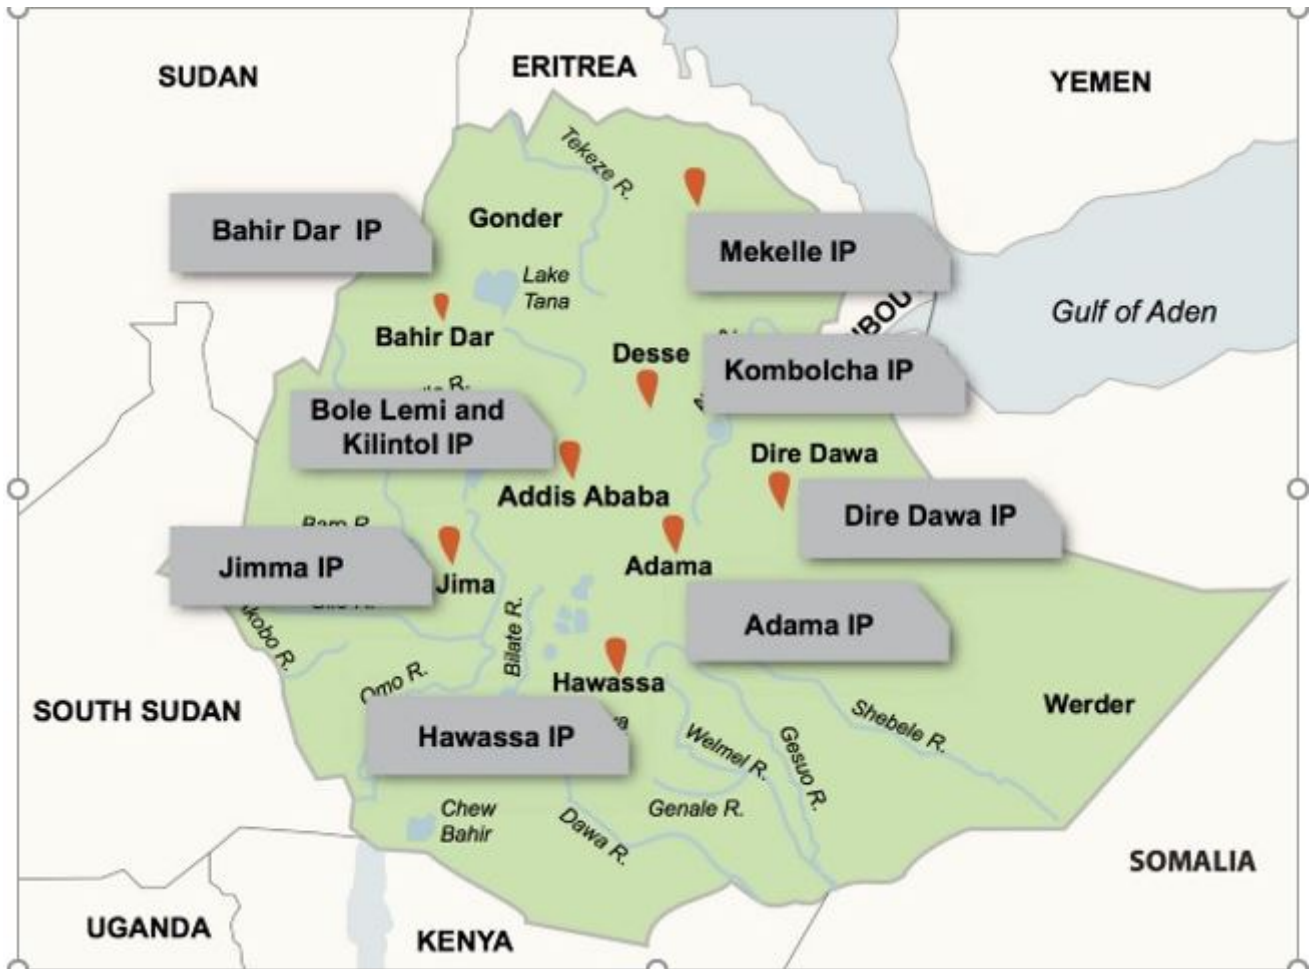 SUDAN
ERITREA
YEMEN
Tekeze R.
Gonder
Bahir Dar IP
Mekelle IP
Lake
Tana
Gulf of Aden
Bahir Dar
Desse
Kombolcha IP
R.
Bole Lemi and
Kilintol IP
Dire Dawa
Addis Ababa
Dire Dawa IP
Adama
Jimma IP
Jima
Adama IP
Bilate R.
Omo R.
Hawassa
SOUTH SUDAN
Werder
Shebele R.
Hawassa IP
Welmel R.
Gesuo R.
Chew
Bahir
Genale R.
Dawa R.
SOMALIA
UGANDA
KENYA